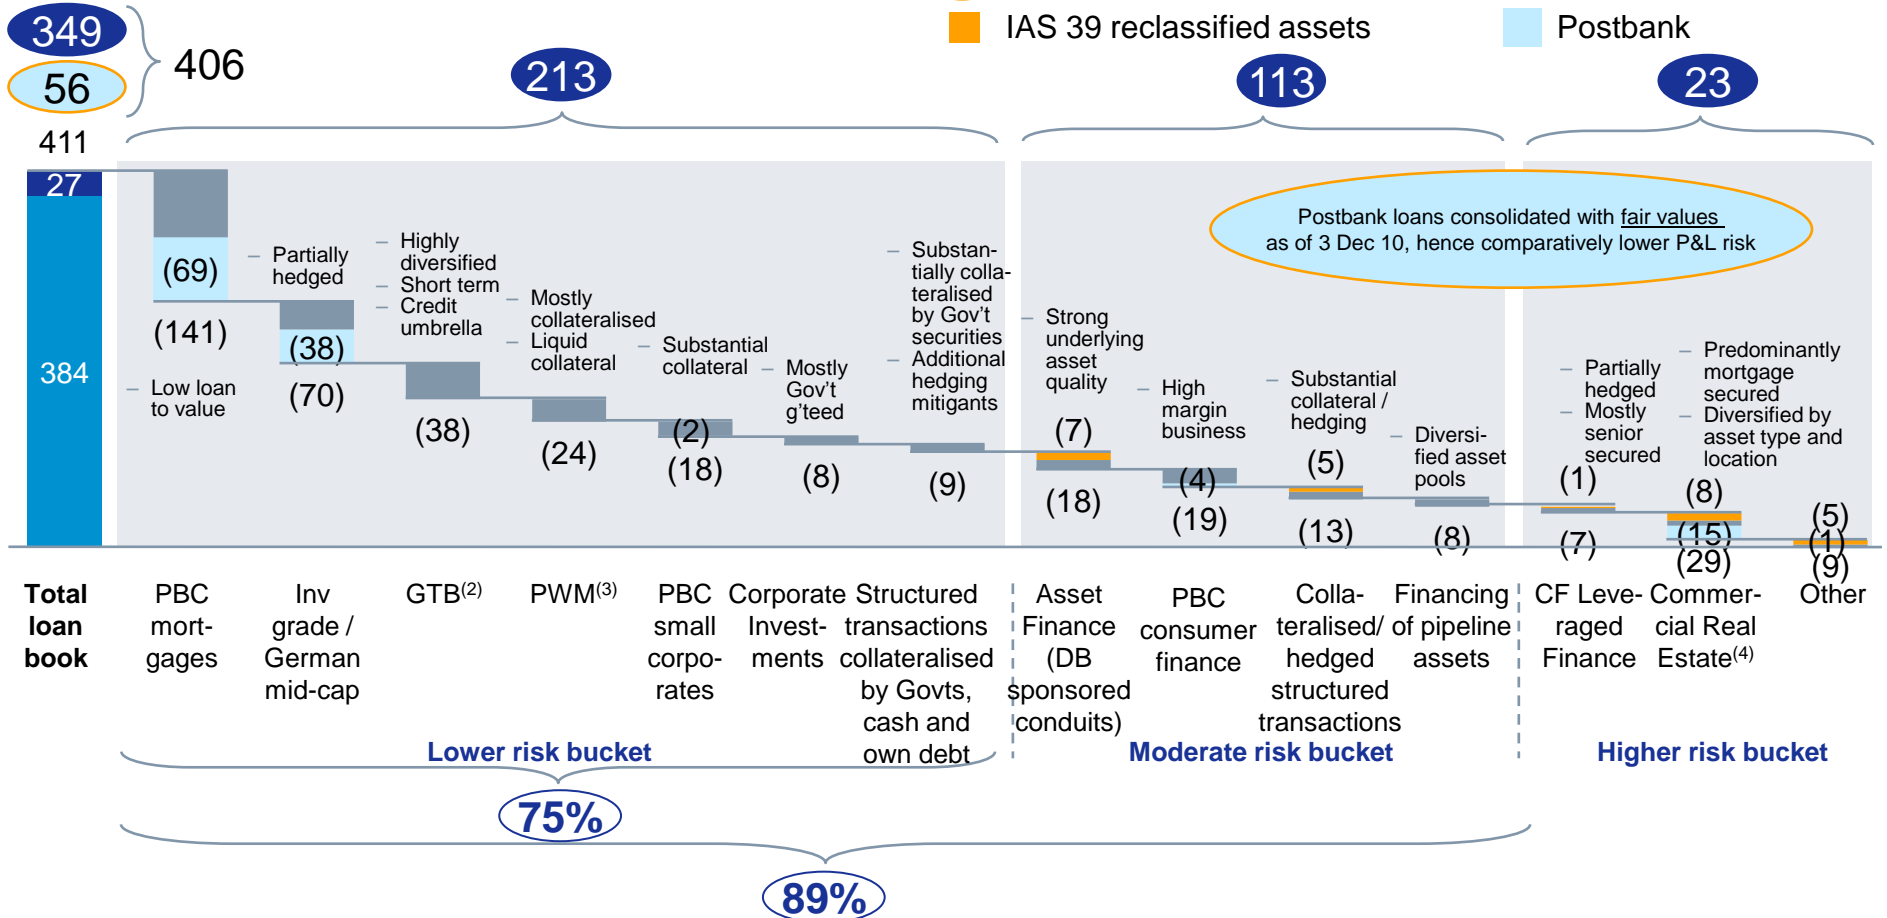 349
56
406
IAS 39 reclassified assets
Postbank
213
113
23
411
27
384
Postbank loans consolidated with fair values
as of 3 Dec 10, hence comparatively lower P&L risk
(69)
(141)
– Low loan
to value
– Partially
hedged
(38)
(70)
– Highly
diversified
– Short term
– Credit
umbrella
(38)
– Mostly
collateralised
– Liquid
collateral
(24)
– Substantial
collateral
(2)
(18)
– Mostly
Gov't
g'teed
(8)
– Substan-
tially colla-
teralised
by Gov't
securities
– Additional
hedging
mitigants
(9)
– Strong
underlying
asset
quality
(7)
(18)
– High
margin
business
(4)
(19)
– Substantial
collateral /
hedging
(5)
(13)
– Diversi-
fied asset
pools
(8)
– Partially
hedged
– Mostly
senior
secured
(1)
(7)
– Predominantly
mortgage
secured
– Diversified by
asset type and
location
(8)
(15)
(29)
(5)
(1)
(9)
Total
loan
book
PBC
mort-
gages
Inv
grade /
German
mid-cap
GTB(2)
PWM(3)
PBC
small
corpo-
rates
Corporate
Invest-
ments
Structured
transactions
collateralised
by Govts,
cash and
own debt
Asset
Finance
(DB
sponsored
conduits)
PBC
consumer
finance
Colla-
teralised/
hedged
structured
transactions
Financing
of pipeline
assets
CF Leve-
raged
Finance
Commer-
cial Real
Estate(4)
Other
Lower risk bucket
Moderate risk bucket
Higher risk bucket
75%
89%